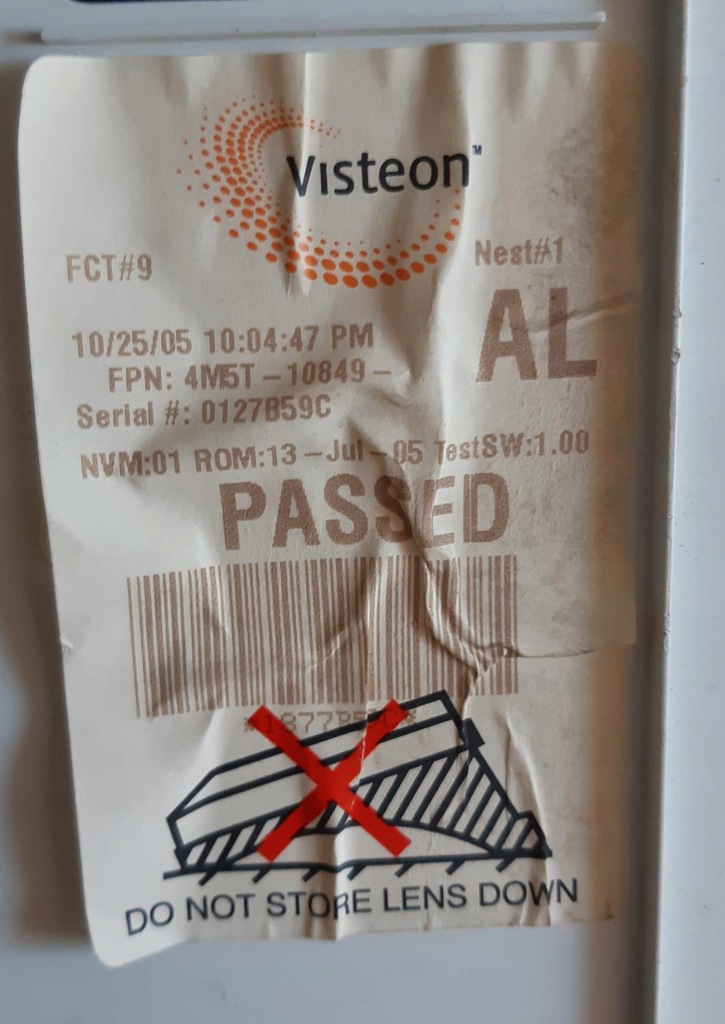 Visteon™
FCT#9 Nest#1
AL
10/25/05 10:04:47 PM
FPN: 4M5T-10849-
Serial #: 0127B59C
NVM:01 ROM:13-Jul-05 TestSW:1.00
PASSED
DO NOT STORE LENS DOWN